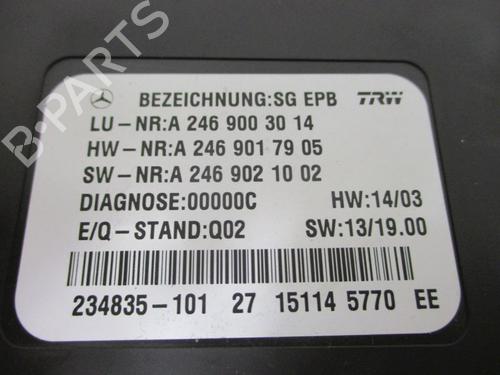 BEZEICHNUNG:SG EPB TRW
LU-NR:A 246 900 30 14
HW-NR:A 246 901 79 05
SW-NR:A 246 902 10 02
DIAGNOSE:00000C HW:14/03
E/Q-STAND:Q02 SW:13/19.00
234835-101 27 15114 5770 EE
B PARTS